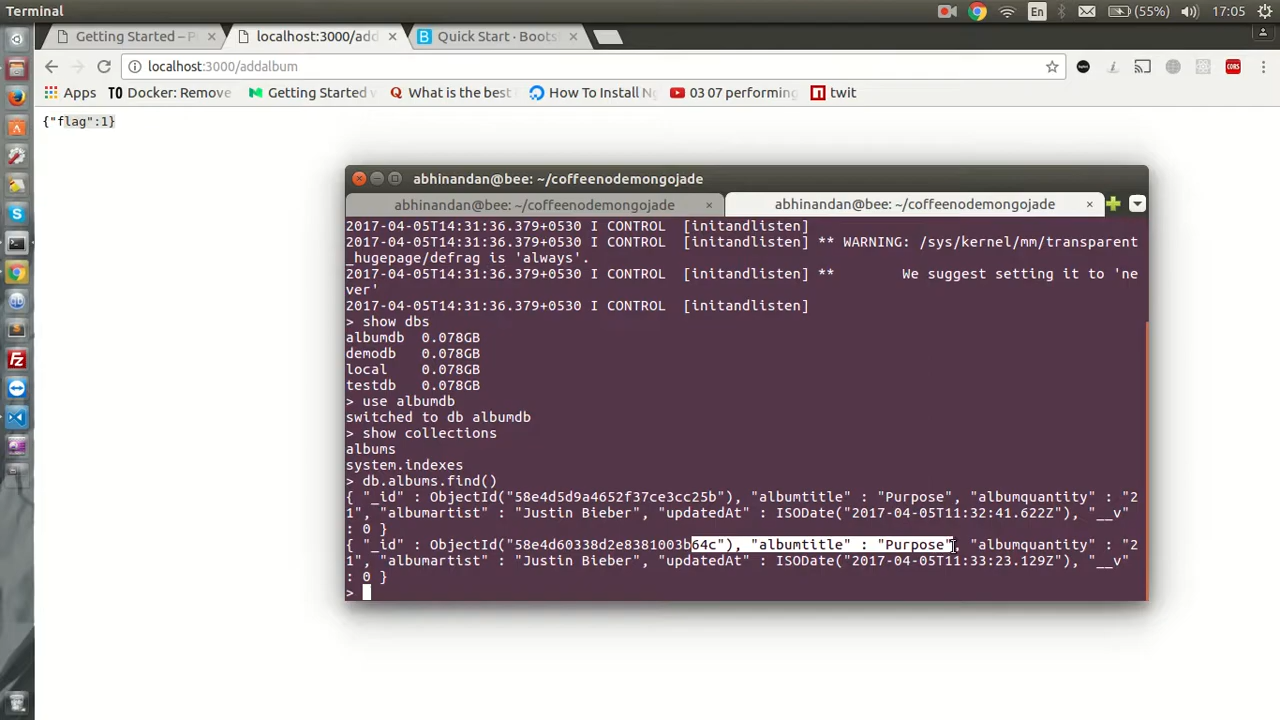 Terminal
En
(55%)
17:05
Getting Started – P
localhost:3000/add
B Quick Start · Boots
localhost:3000/addalbum
CORS
Apps
TO Docker: Remove
Getting Started w
Q What is the best
How To Install Ng
03 07 performing
twit
{"flag":1}
abhinandan@bee: ~/coffeenodemongojade
abhinandan@bee: ~/coffeenodemongojade
abhinandan@bee: ~/coffeenodemongojade
2017-04-05T14:31:36.379+0530 I CONTROL  [initandlisten]
2017-04-05T14:31:36.379+0530 I CONTROL  [initandlisten] ** WARNING: /sys/kernel/mm/transparent
_hugepage/defrag is 'always'.
2017-04-05T14:31:36.379+0530 I CONTROL  [initandlisten] **        We suggest setting it to 'ne
ver'
2017-04-05T14:31:36.379+0530 I CONTROL  [initandlisten]
> show dbs
albumdb  0.078GB
demodb   0.078GB
local    0.078GB
testdb   0.078GB
> use albumdb
switched to db albumdb
> show collections
albums
system.indexes
> db.albums.find()
{ "_id" : ObjectId("58e4d5d9a4652f37ce3cc25b"), "albumtitle" : "Purpose", "albumquantity" : "2
1", "albumartist" : "Justin Bieber", "updatedAt" : ISODate("2017-04-05T11:32:41.622Z"), "__v"
: 0 }
{ "_id" : ObjectId("58e4d60338d2e8381003b64c"), "albumtitle" : "Purpose", "albumquantity" : "2
1", "albumartist" : "Justin Bieber", "updatedAt" : ISODate("2017-04-05T11:33:23.129Z"), "__v"
: 0 }
>